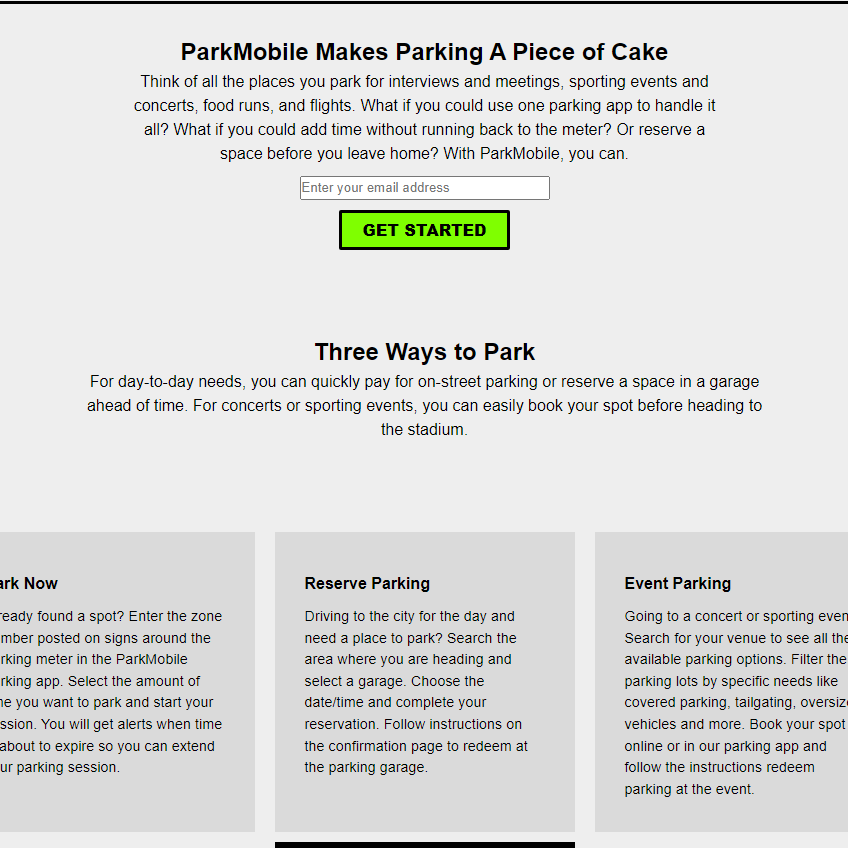 ParkMobile Makes Parking A Piece of Cake
Think of all the places you park for interviews and meetings, sporting events and
concerts, food runs, and flights. What if you could use one parking app to handle it
all? What if you could add time without running back to the meter? Or reserve a
space before you leave home? With ParkMobile, you can.
Enter your email address
GET STARTED
Three Ways to Park
For day-to-day needs, you can quickly pay for on-street parking or reserve a space in a garage
ahead of time. For concerts or sporting events, you can easily book your spot before heading to
the stadium.
ark Now
ready found a spot? Enter the zone
mber posted on signs around the
rking meter in the ParkMobile
rking app. Select the amount of
ne you want to park and start your
ssion. You will get alerts when time
about to expire so you can extend
ur parking session.
Reserve Parking
Driving to the city for the day and
need a place to park? Search the
area where you are heading and
select a garage. Choose the
date/time and complete your
reservation. Follow instructions on
the confirmation page to redeem at
the parking garage.
Event Parking
Going to a concert or sporting even
Search for your venue to see all the
available parking options. Filter the
parking lots by specific needs like
covered parking, tailgating, oversize
vehicles and more. Book your spot
online or in our parking app and
follow the instructions redeem
parking at the event.